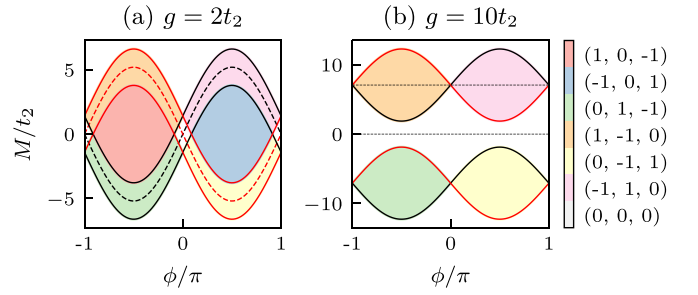 (a) g = 2t₂
(b) g = 10t₂
M/t₂
5
0
−5
-1
0
1
ϕ/π
10
0
−10
-1
0
1
ϕ/π
(1, 0, -1)
(-1, 0, 1)
(0, 1, -1)
(1, -1, 0)
(0, -1, 1)
(-1, 1, 0)
(0, 0, 0)